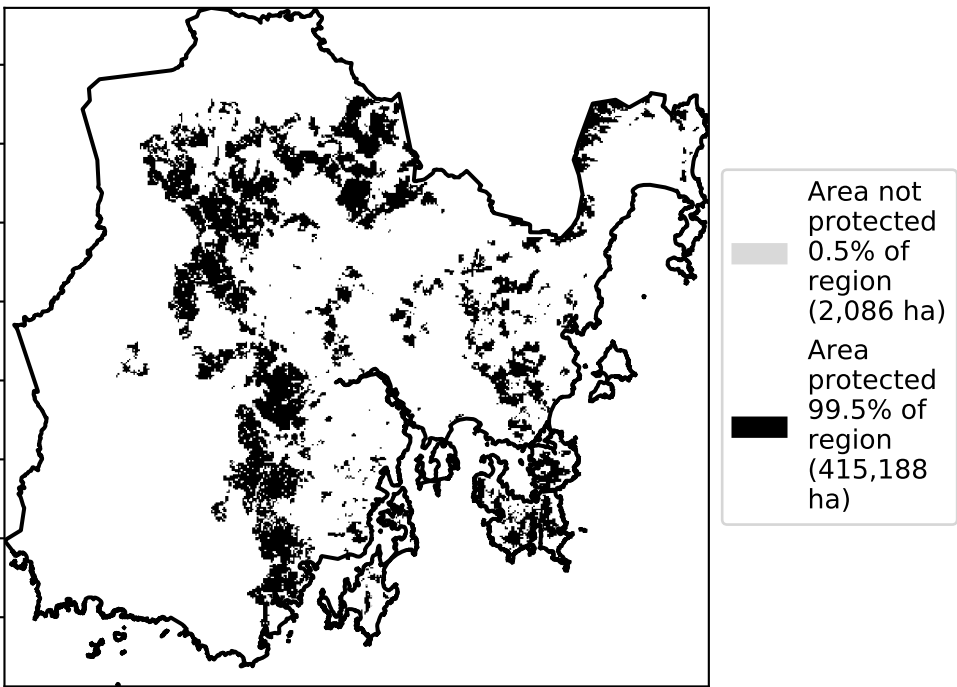 Area not
protected
0.5% of
region
(2,086 ha)
Area
protected
99.5% of
region
(415,188
ha)